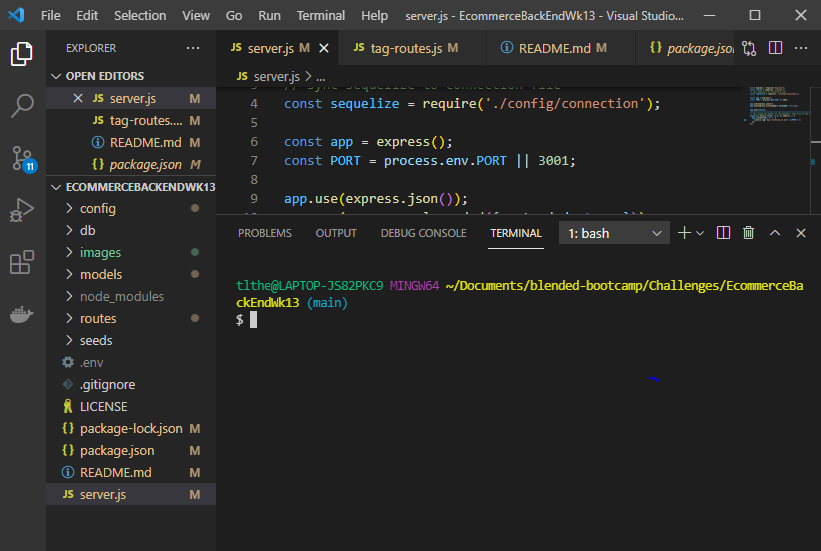 File Edit Selection View Go Run Terminal Help server.js - EcommerceBackEndWk13 - Visual Studio...
EXPLORER
JS server.js M
JS tag-routes.js M
README.md M
{} package.json
OPEN EDITORS
JS server.js M
JS tag-routes.... M
README.md M
{} package.json M
11
ECOMMERCEBACKENDWK13
config
db
images
models
node_modules
routes
seeds
.env
.gitignore
LICENSE
{} package-lock.json M
{} package.json M
README.md M
JS server.js M
JS server.js > ...
// sync sequelize to connection file
4 const sequelize = require('./config/connection');
5
6 const app = express();
7 const PORT = process.env.PORT || 3001;
8
9 app.use(express.json());
PROBLEMS OUTPUT DEBUG CONSOLE TERMINAL 1: bash
tlthe@LAPTOP-JS82PKC9 MINGW64 ~/Documents/blended-bootcamp/Challenges/EcommerceBa
ckEndWk13 (main)
$